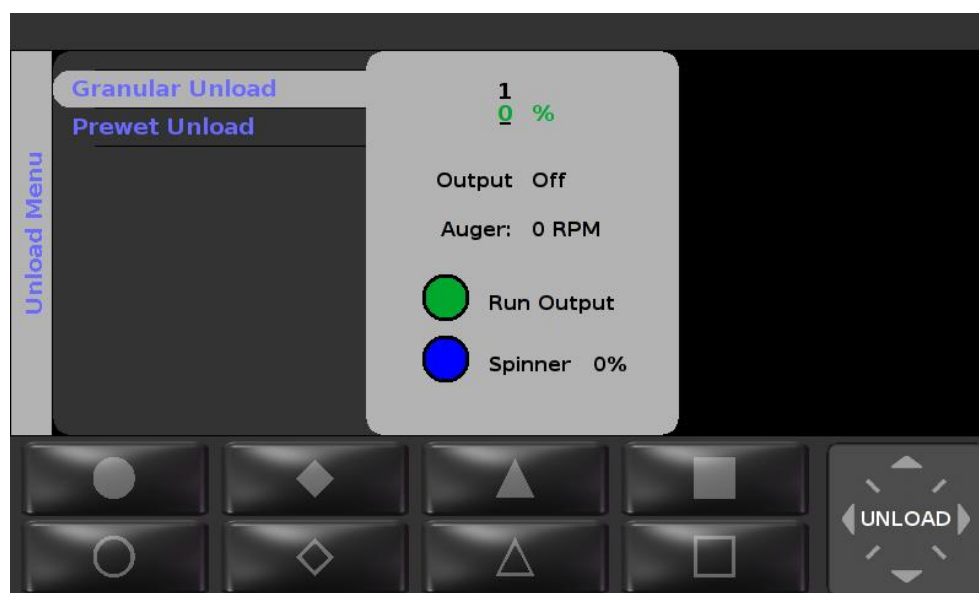 Unload Menu
Granular Unload
Prewet Unload
1
0 %
Output Off
Auger: 0 RPM
Run Output
Spinner 0%
UNLOAD